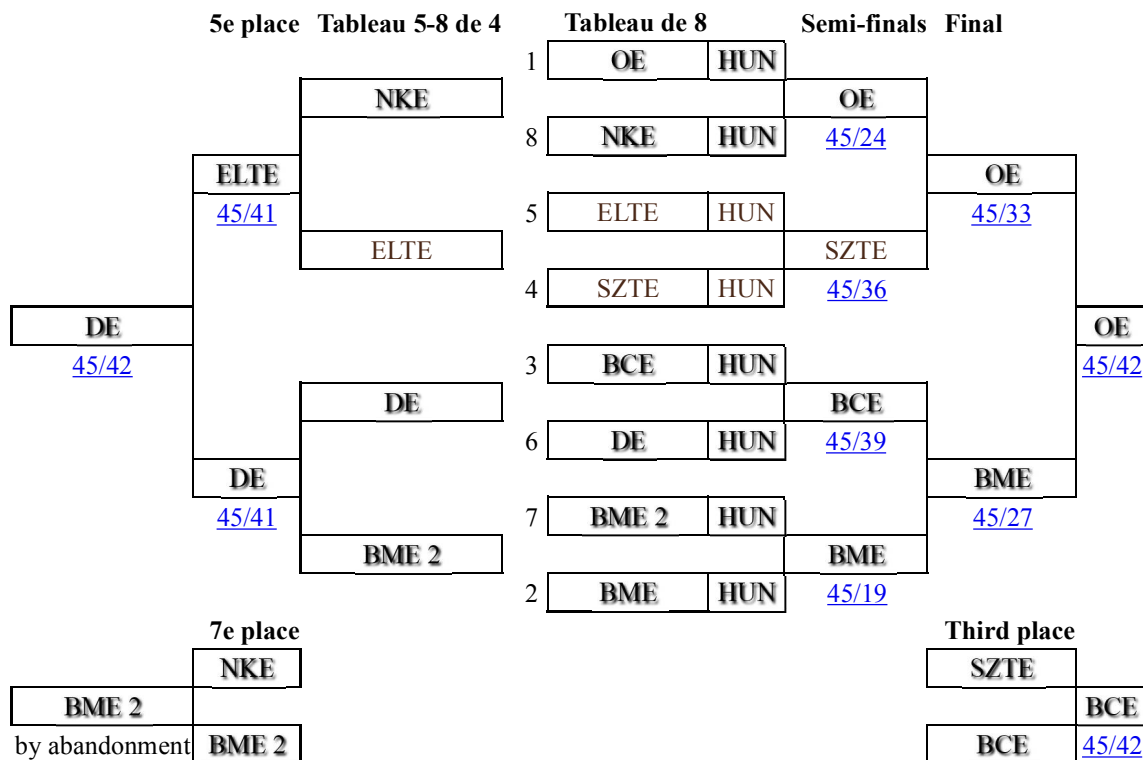 5e place Tableau 5-8 de 4 Tableau de 8 Semi-finals Final
1 OE HUN
NKE OE
8 NKE HUN 45/24
ELTE OE
45/41 5 ELTE HUN 45/33
ELTE SZTE
4 SZTE HUN 45/36
DE OE
45/42 3 BCE HUN 45/42
DE BCE
6 DE HUN 45/39
DE BME
45/41 7 BME 2 HUN 45/27
BME 2 BME
2 BME HUN 45/19
7e place Third place
NKE SZTE
BME 2 BCE
by abandonment BME 2 BCE 45/42